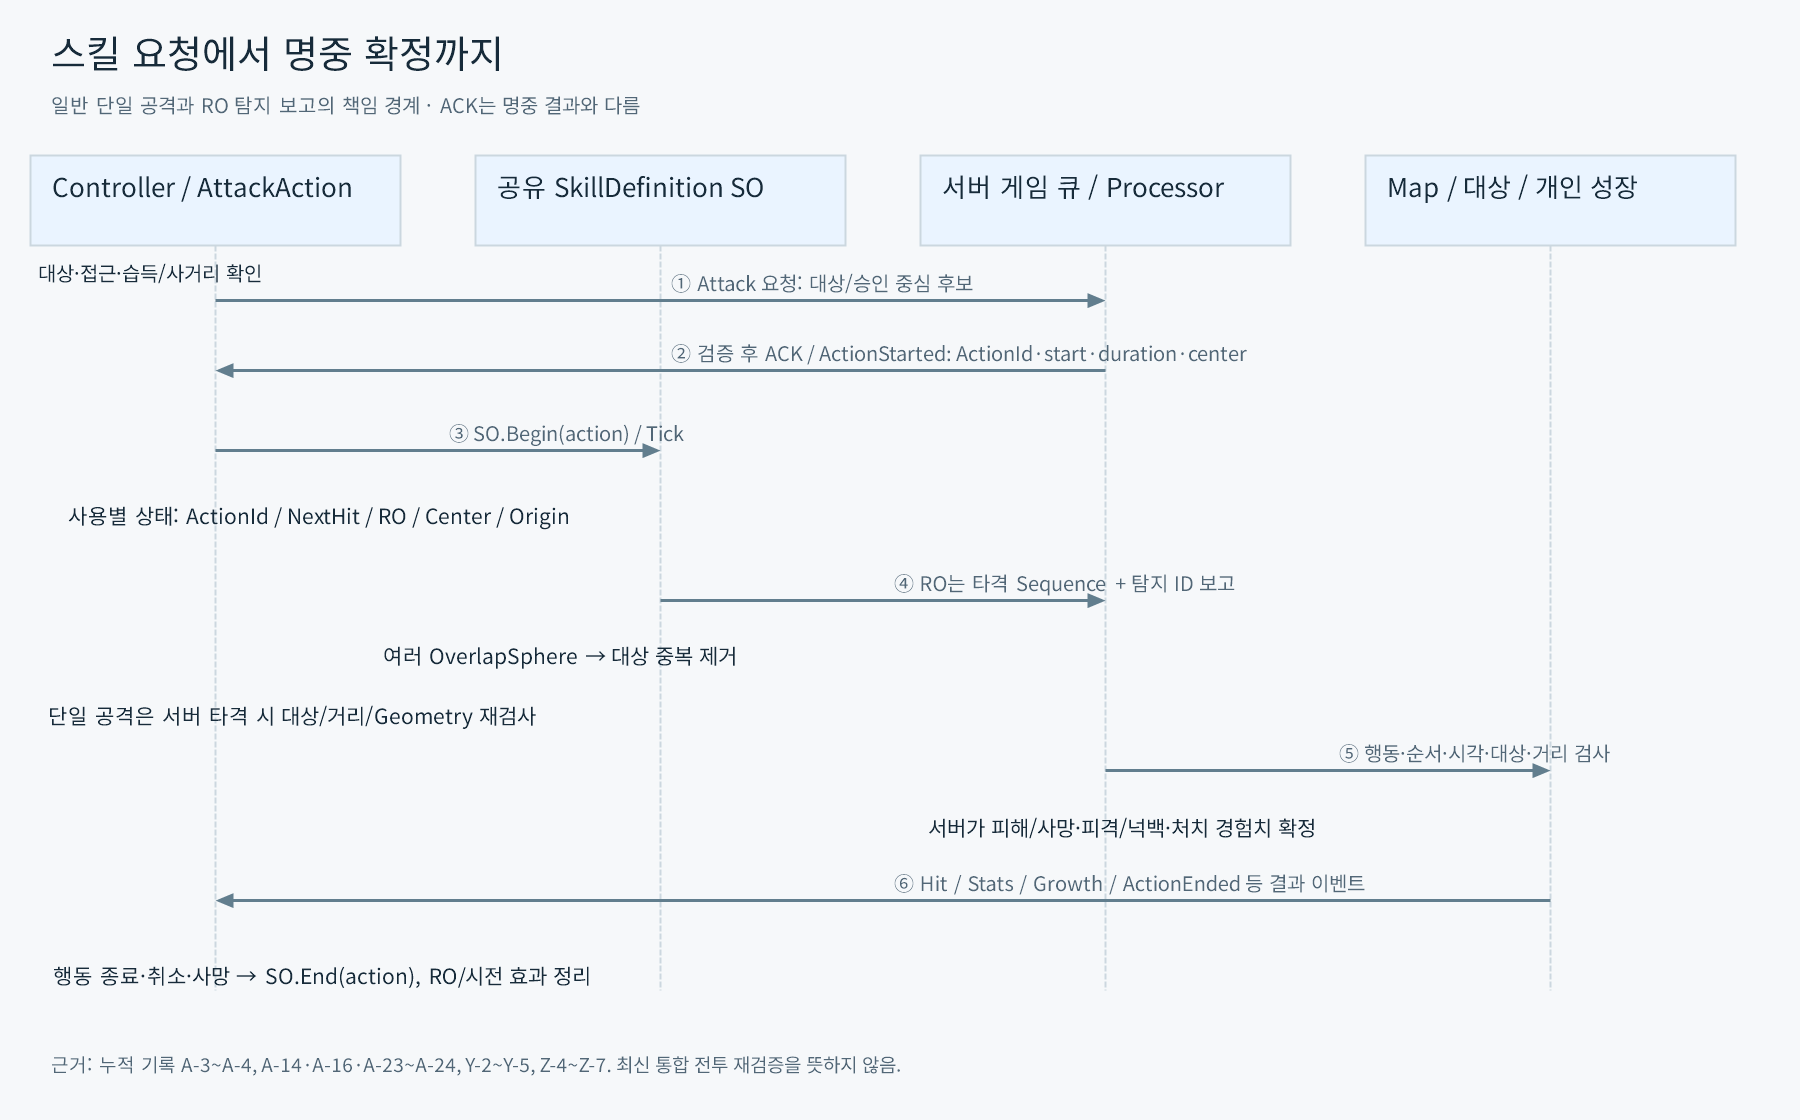 스킬 요청에서 명중 확정까지
일반 단일 공격과 RO 탐지 보고의 책임 경계 · ACK는 명중 결과와 다름
Controller / AttackAction
공유 SkillDefinition SO
서버 게임 큐 / Processor
Map / 대상 / 개인 성장
대상·접근·습득/사거리 확인
① Attack 요청: 대상/승인 중심 후보
② 검증 후 ACK / ActionStarted: ActionId · start · duration · center
③ SO.Begin(action) / Tick
사용별 상태: ActionId / NextHit / RO / Center / Origin
④ RO는 타격 Sequence + 탐지 ID 보고
여러 OverlapSphere → 대상 중복 제거
단일 공격은 서버 타격 시 대상/거리/Geometry 재검사
⑤ 행동·순서·시각·대상·거리 검사
서버가 피해/사망·피격/넉백·처치 경험치 확정
⑥ Hit / Stats / Growth / ActionEnded 등 결과 이벤트
행동 종료·취소·사망 → SO.End(action), RO/시전 효과 정리
근거: 누적 기록 A-3~A-4, A-14 · A-16 · A-23~A-24, Y-2~Y-5, Z-4~Z-7. 최신 통합 전투 재검증을 뜻하지 않음.